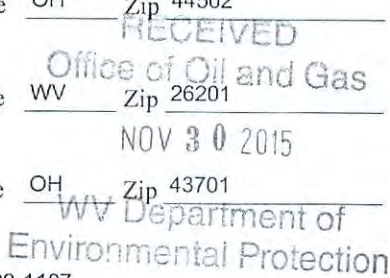 OH Zip 44502
RECEIVED
Office of Oil and Gas
e WV Zip 26201
NOV 30 2015
e OH Zip 43701
WV Department of
Environmental Protection
1107